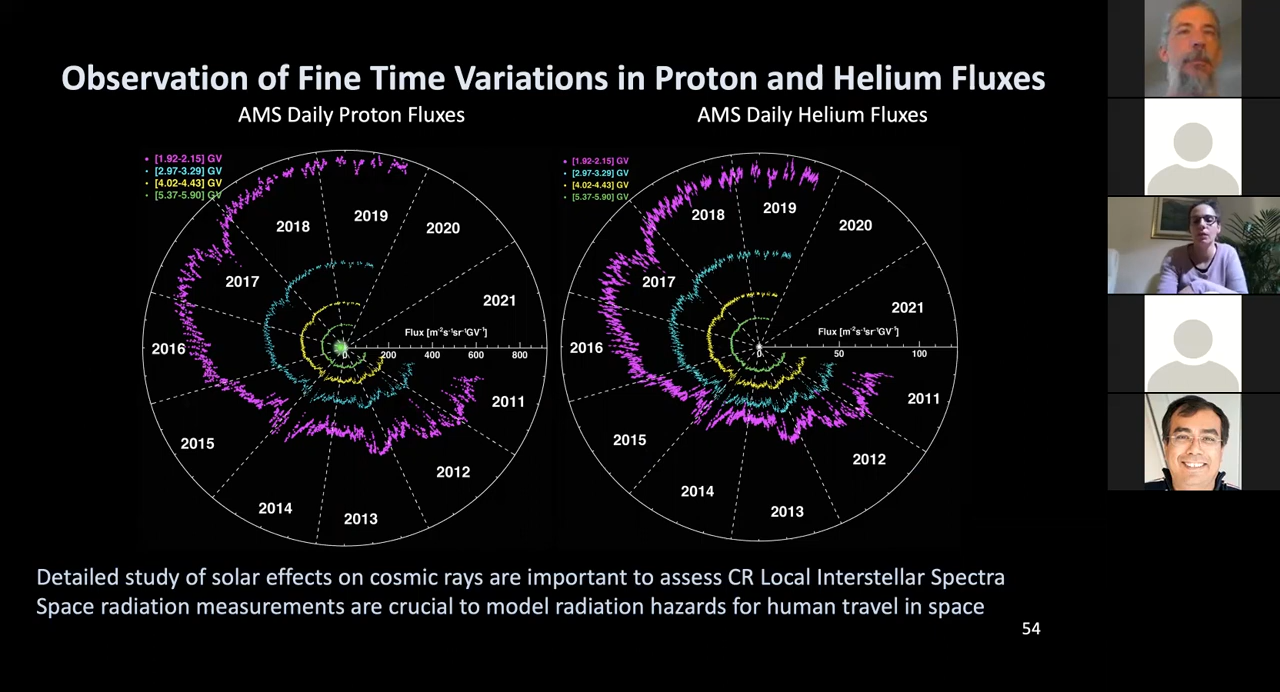 Observation of Fine Time Variations in Proton and Helium Fluxes
AMS Daily Proton Fluxes
[1.92-2.15] GV
[2.97-3.29] GV
[4.02-4.43] GV
[5.37-5.90] GV
2018
2019
2020
2017
2021
2016
Flux [m⁻²s⁻¹sr⁻¹GV⁻¹]
0 200 400 600 800
2011
2015
2012
2014
2013
AMS Daily Helium Fluxes
[1.92-2.15] GV
[2.97-3.29] GV
[4.02-4.43] GV
[5.37-5.90] GV
2018
2019
2020
2017
2021
2016
Flux [m⁻²s⁻¹sr⁻¹GV⁻¹]
0 50 100
2011
2015
2012
2014
2013
Detailed study of solar effects on cosmic rays are important to assess CR Local Interstellar Spectra
Space radiation measurements are crucial to model radiation hazards for human travel in space
54